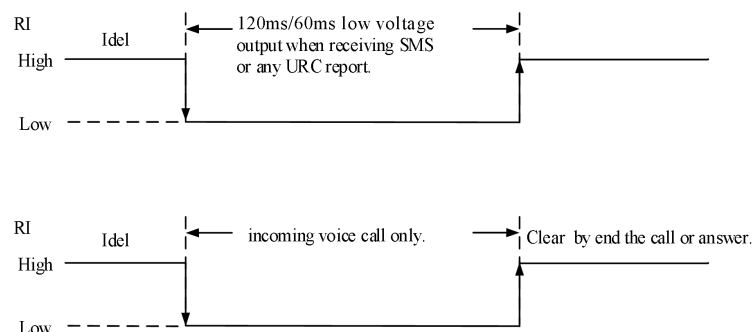 RI
Idel
120ms/60ms low voltage
output when receiving SMS
or any URC report.
High
Low
RI
Idel
incoming voice call only.
Clear by end the call or answer.
High
Low